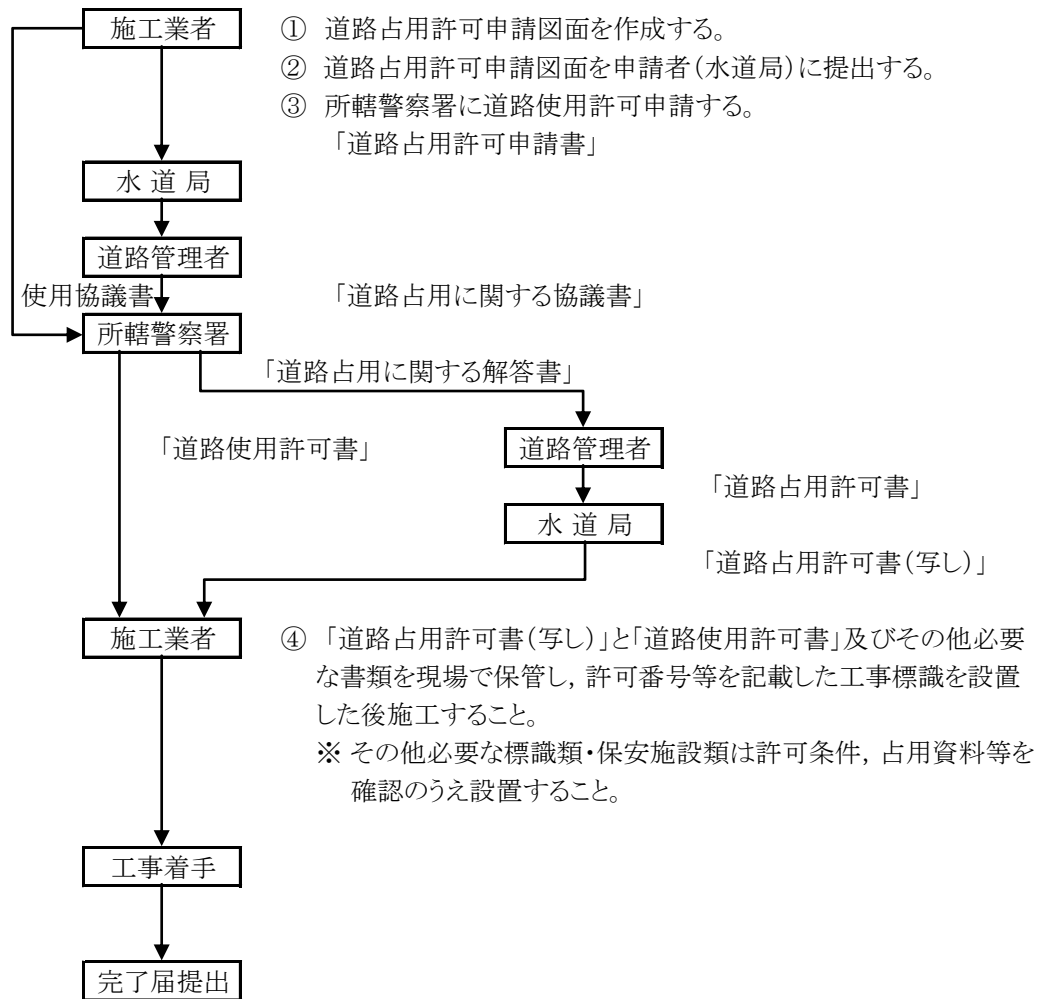 施工業者
① 道路占用許可申請図面を作成する。
② 道路占用許可申請図面を申請者(水道局)に提出する。
③ 所轄警察署に道路使用許可申請する。
「道路占用許可申請書」
水 道 局
道路管理者
使用協議書
「道路占用に関する協議書」
所轄警察署
「道路占用に関する解答書」
「道路使用許可書」
道路管理者
「道路占用許可書」
水 道 局
「道路占用許可書(写し)」
施工業者
④ 「道路占用許可書(写し)」と「道路使用許可書」及びその他必要
な書類を現場で保管し, 許可番号等を記載した工事標識を設置
した後施工すること。
※ その他必要な標識類・保安施設類は許可条件, 占用資料等を
確認のうえ設置すること。
工事着手
完了届提出